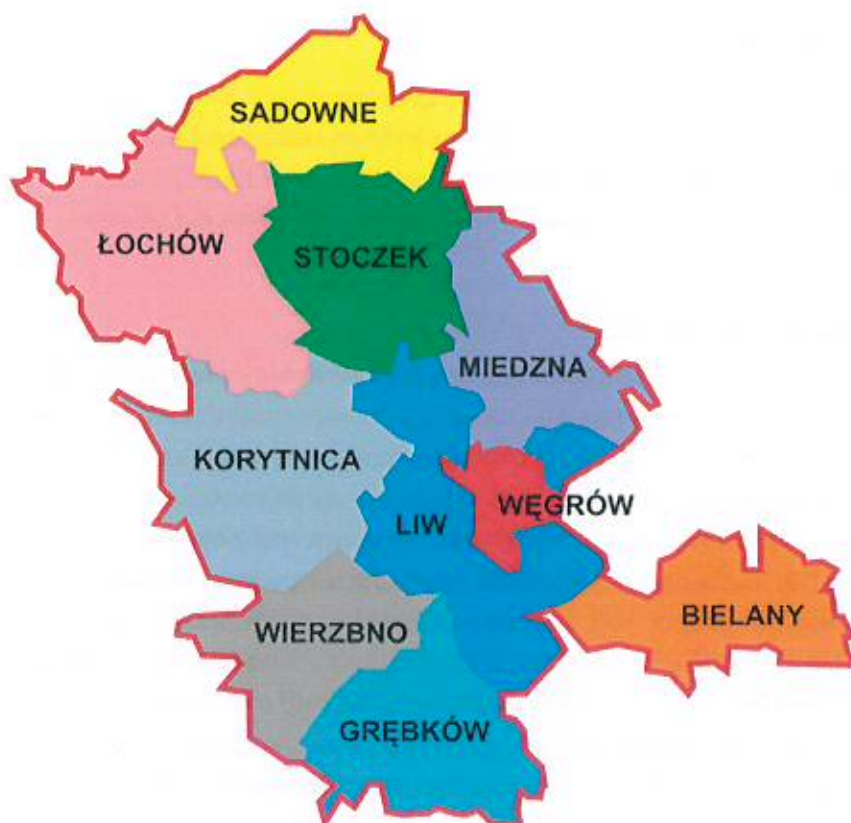 SADOWNE
ŁOCHÓW
STOCZEK
MIEDZNA
KORYTNICA
LIW
WĘGRÓW
WIERZBNO
BIELANY
GRĘBKÓW